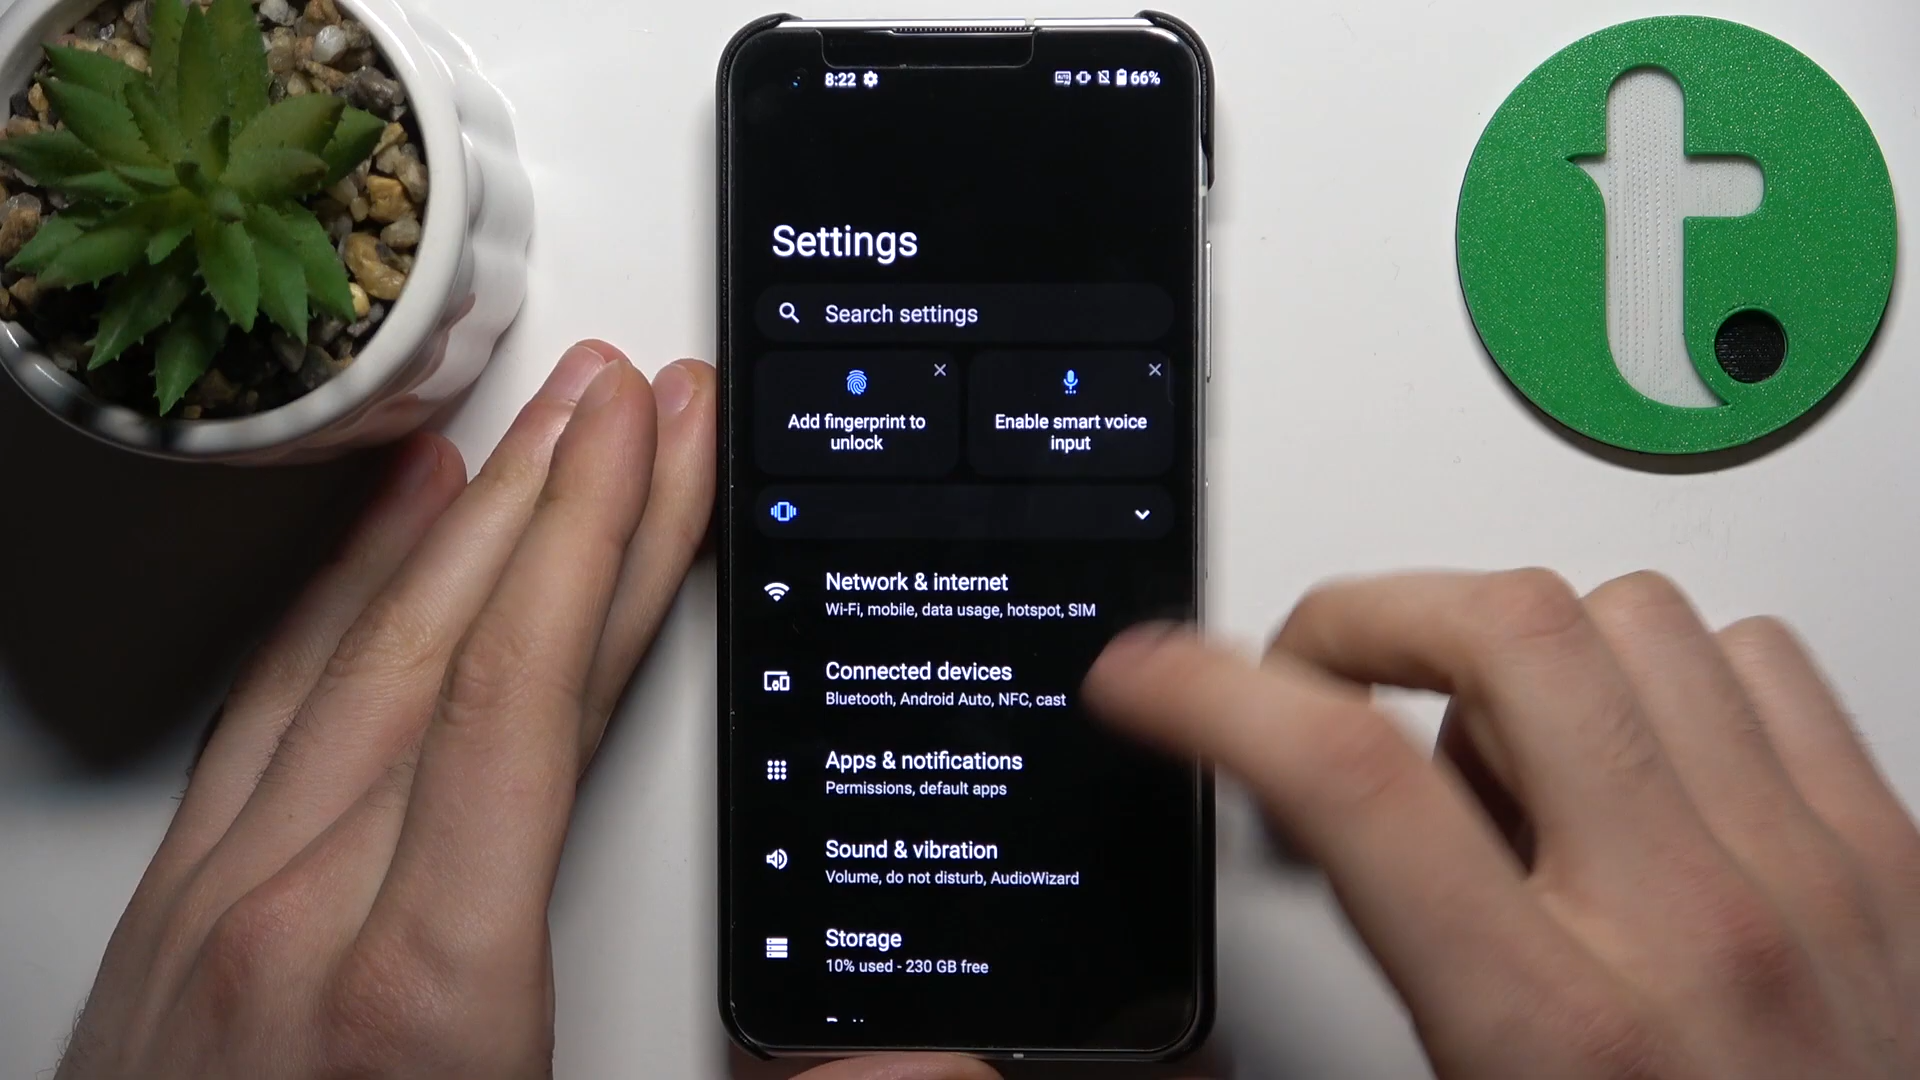 8:22
66%
Settings
Search settings
Add fingerprint to
unlock
Enable smart voice
input
Network & internet
Wi-Fi, mobile, data usage, hotspot, SIM
Connected devices
Bluetooth, Android Auto, NFC, cast
Apps & notifications
Permissions, default apps
Sound & vibration
Volume, do not disturb, AudioWizard
Storage
10% used - 230 GB free
t